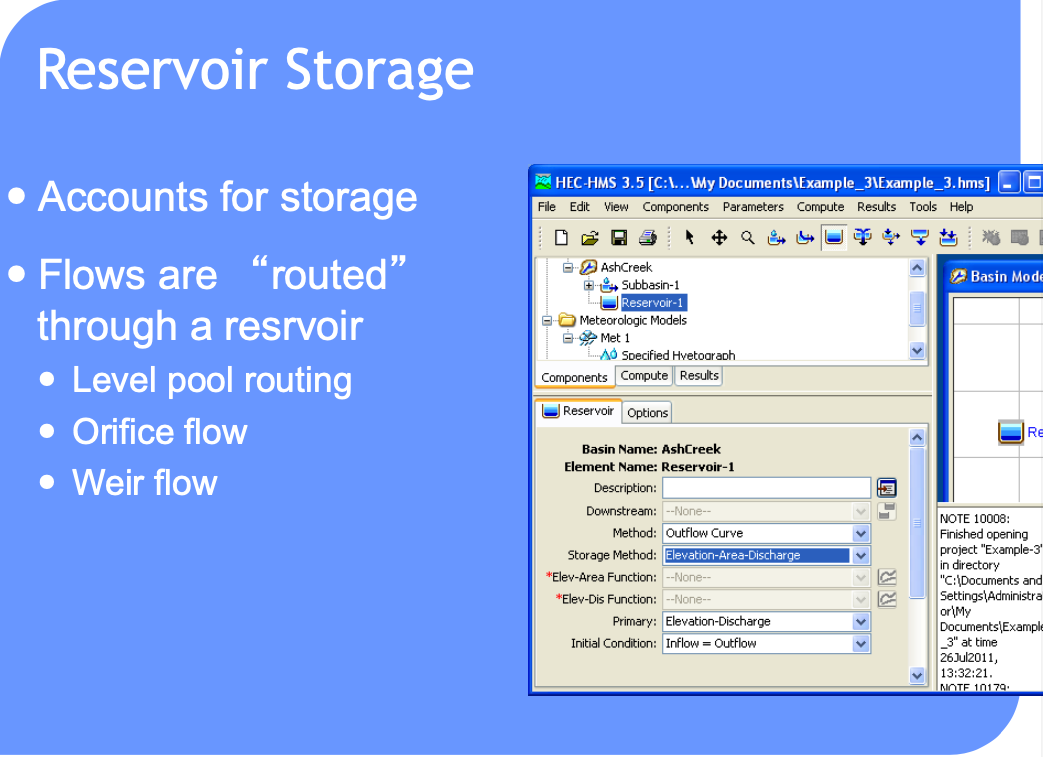 Reservoir Storage
• Accounts for storage
• Flows are “routed”
through a resrvoir
• Level pool routing
• Orifice flow
• Weir flow
HEC-HMS 3.5 [C:\...\My Documents\Example_3\Example_3.hms]
File Edit View Components Parameters Compute Results Tools Help
AshCreek
Subbasin-1
Reservoir-1
Meteorologic Models
Met 1
Specified Hyetograph
Components Compute Results
Reservoir Options
Basin Name: AshCreek
Element Name: Reservoir-1
Description:
Downstream: --None--
Method: Outflow Curve
Storage Method: Elevation-Area-Discharge
*Elev-Area Function: --None--
*Elev-Dis Function: --None--
Primary: Elevation-Discharge
Initial Condition: Inflow = Outflow
Basin Mode
Re
NOTE 10008:
Finished opening
project "Example-3"
in directory
"C:\Documents and
Settings\Administra
or\My
Documents\Example
_3" at time
26Jul2011,
13:32:21.
NOTE 10179: